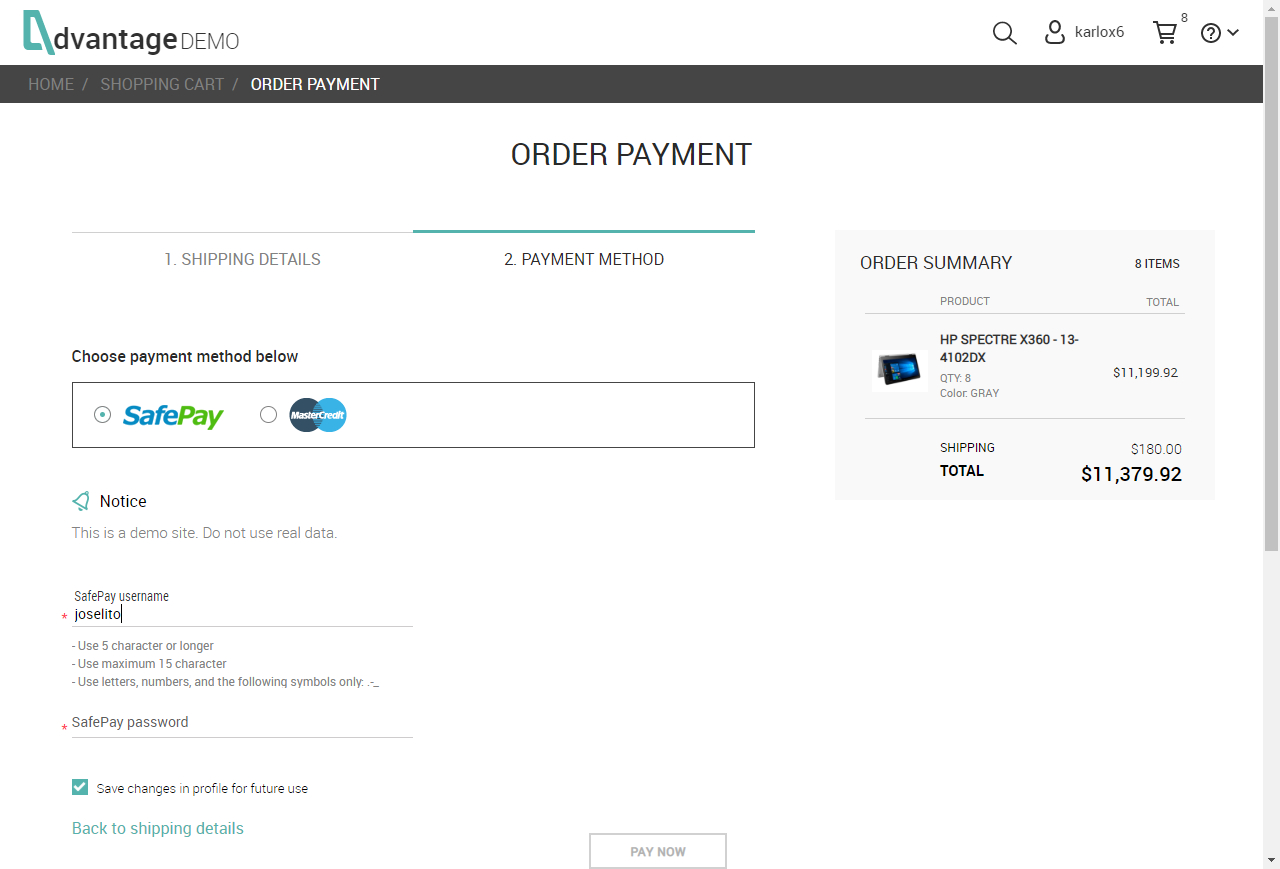 dvantage DEMO
karlox6
8
HOME / SHOPPING CART / ORDER PAYMENT
ORDER PAYMENT
1. SHIPPING DETAILS
2. PAYMENT METHOD
Choose payment method below
SafePay
MasterCredit
Notice
This is a demo site. Do not use real data.
SafePay username
* joselito
- Use 5 character or longer
- Use maximum 15 character
- Use letters, numbers, and the following symbols only: .-_
* SafePay password
Save changes in profile for future use
Back to shipping details
PAY NOW
ORDER SUMMARY
8 ITEMS
PRODUCT
TOTAL
HP SPECTRE X360 - 13-
4102DX
QTY: 8
Color: GRAY
$11,199.92
SHIPPING
$180.00
TOTAL
$11,379.92